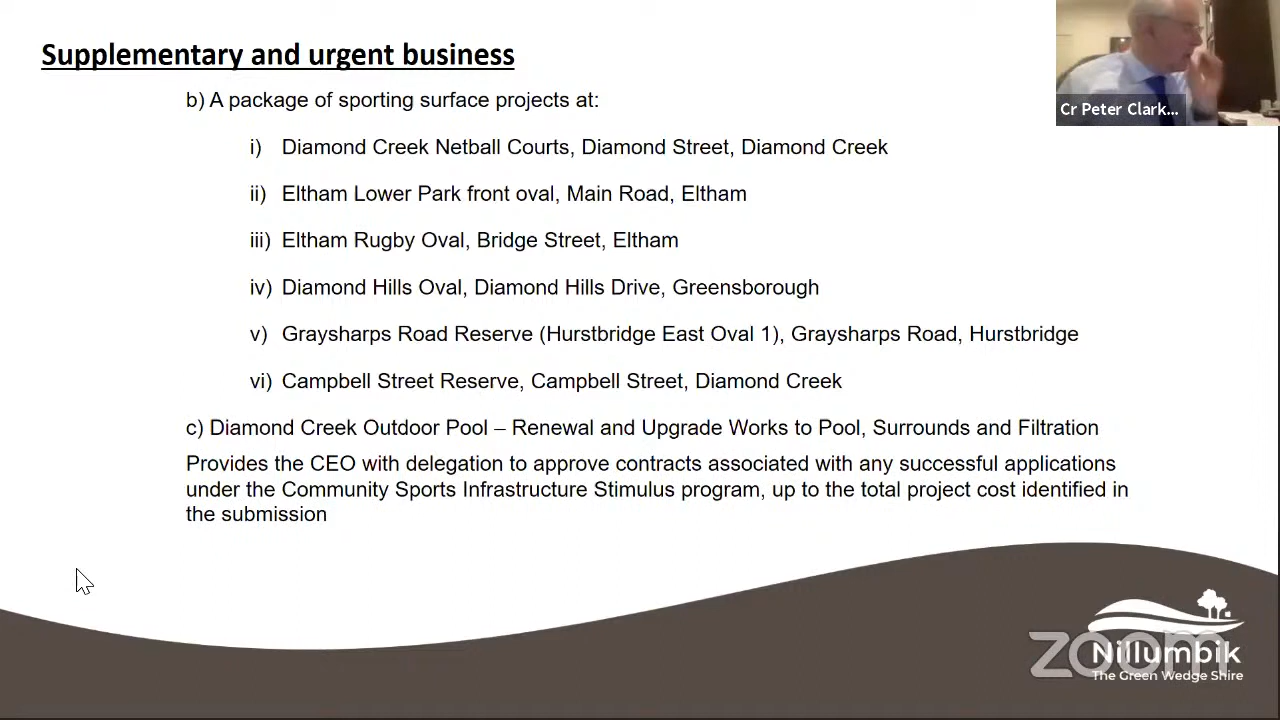 Supplementary and urgent business
b) A package of sporting surface projects at:
i) Diamond Creek Netball Courts, Diamond Street, Diamond Creek
ii) Eltham Lower Park front oval, Main Road, Eltham
iii) Eltham Rugby Oval, Bridge Street, Eltham
iv) Diamond Hills Oval, Diamond Hills Drive, Greensborough
v) Graysharps Road Reserve (Hurstbridge East Oval 1), Graysharps Road, Hurstbridge
vi) Campbell Street Reserve, Campbell Street, Diamond Creek
c) Diamond Creek Outdoor Pool – Renewal and Upgrade Works to Pool, Surrounds and Filtration
Provides the CEO with delegation to approve contracts associated with any successful applications
under the Community Sports Infrastructure Stimulus program, up to the total project cost identified in
the submission
Cr Peter Clark...
zoom
Nillumbik
The Green Wedge Shire